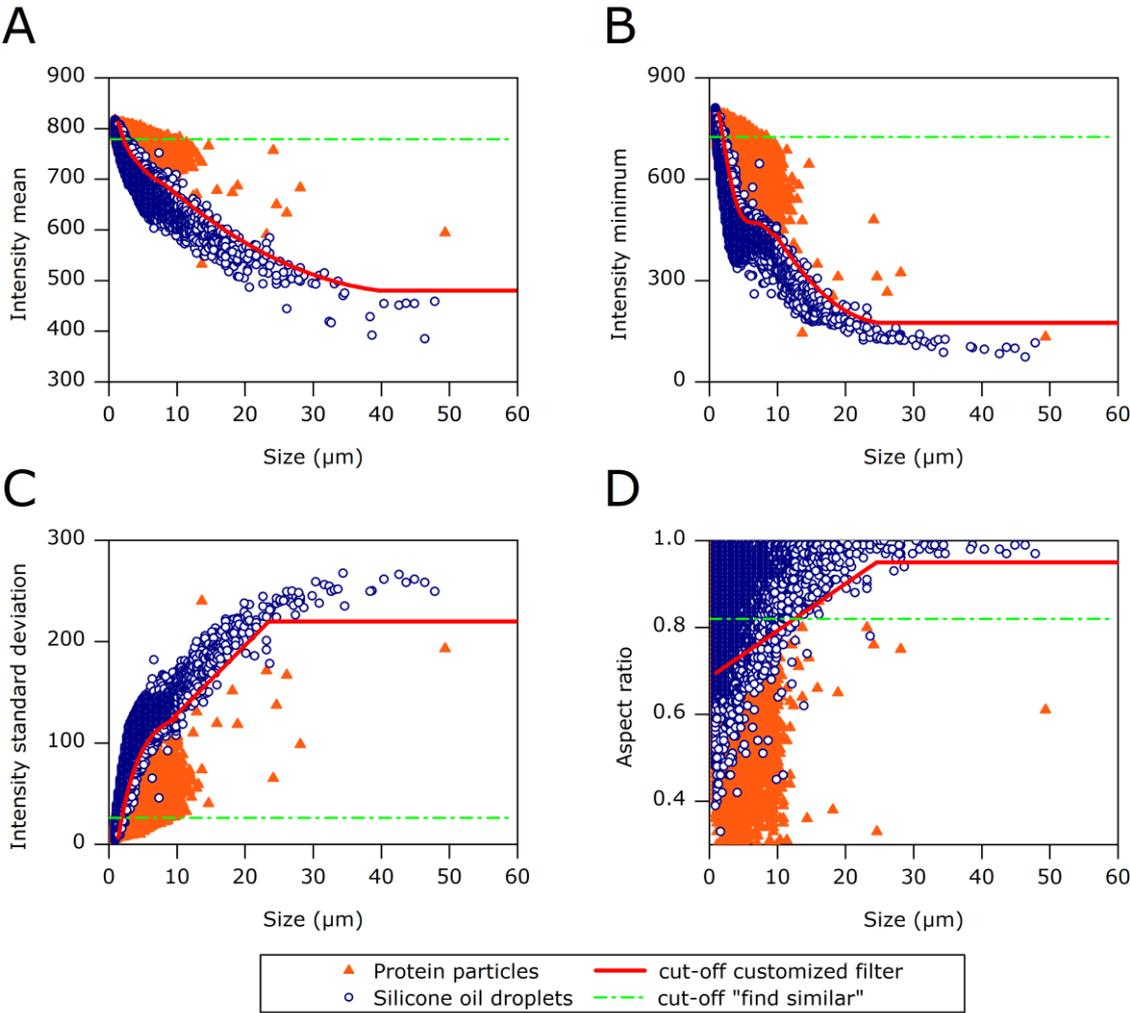 A
B
900
800
700
600
500
400
300
Intensity mean
0 10 20 30 40 50 60
Size (µm)
900
600
300
0
Intensity minimum
0 10 20 30 40 50 60
Size (µm)
C
D
300
200
100
0
Intensity standard deviation
0 10 20 30 40 50 60
Size (µm)
1.0
0.8
0.6
0.4
Aspect ratio
0 10 20 30 40 50 60
Size (µm)
Protein particles
cut-off customized filter
Silicone oil droplets
cut-off "find similar"